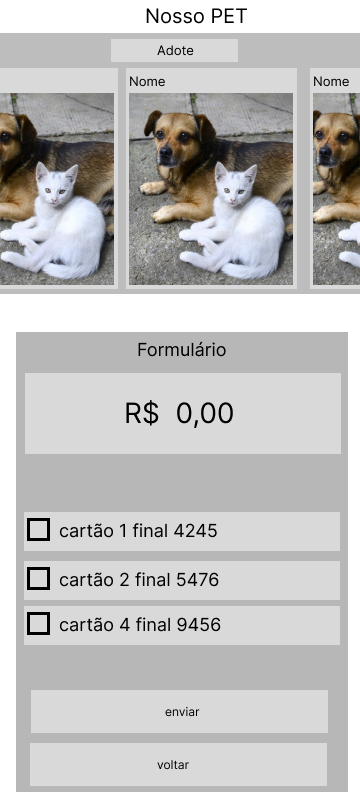 Nosso PET
Adote
Nome
Nome
Formulário
R$ 0,00
cartão 1 final 4245
cartão 2 final 5476
cartão 4 final 9456
enviar
voltar